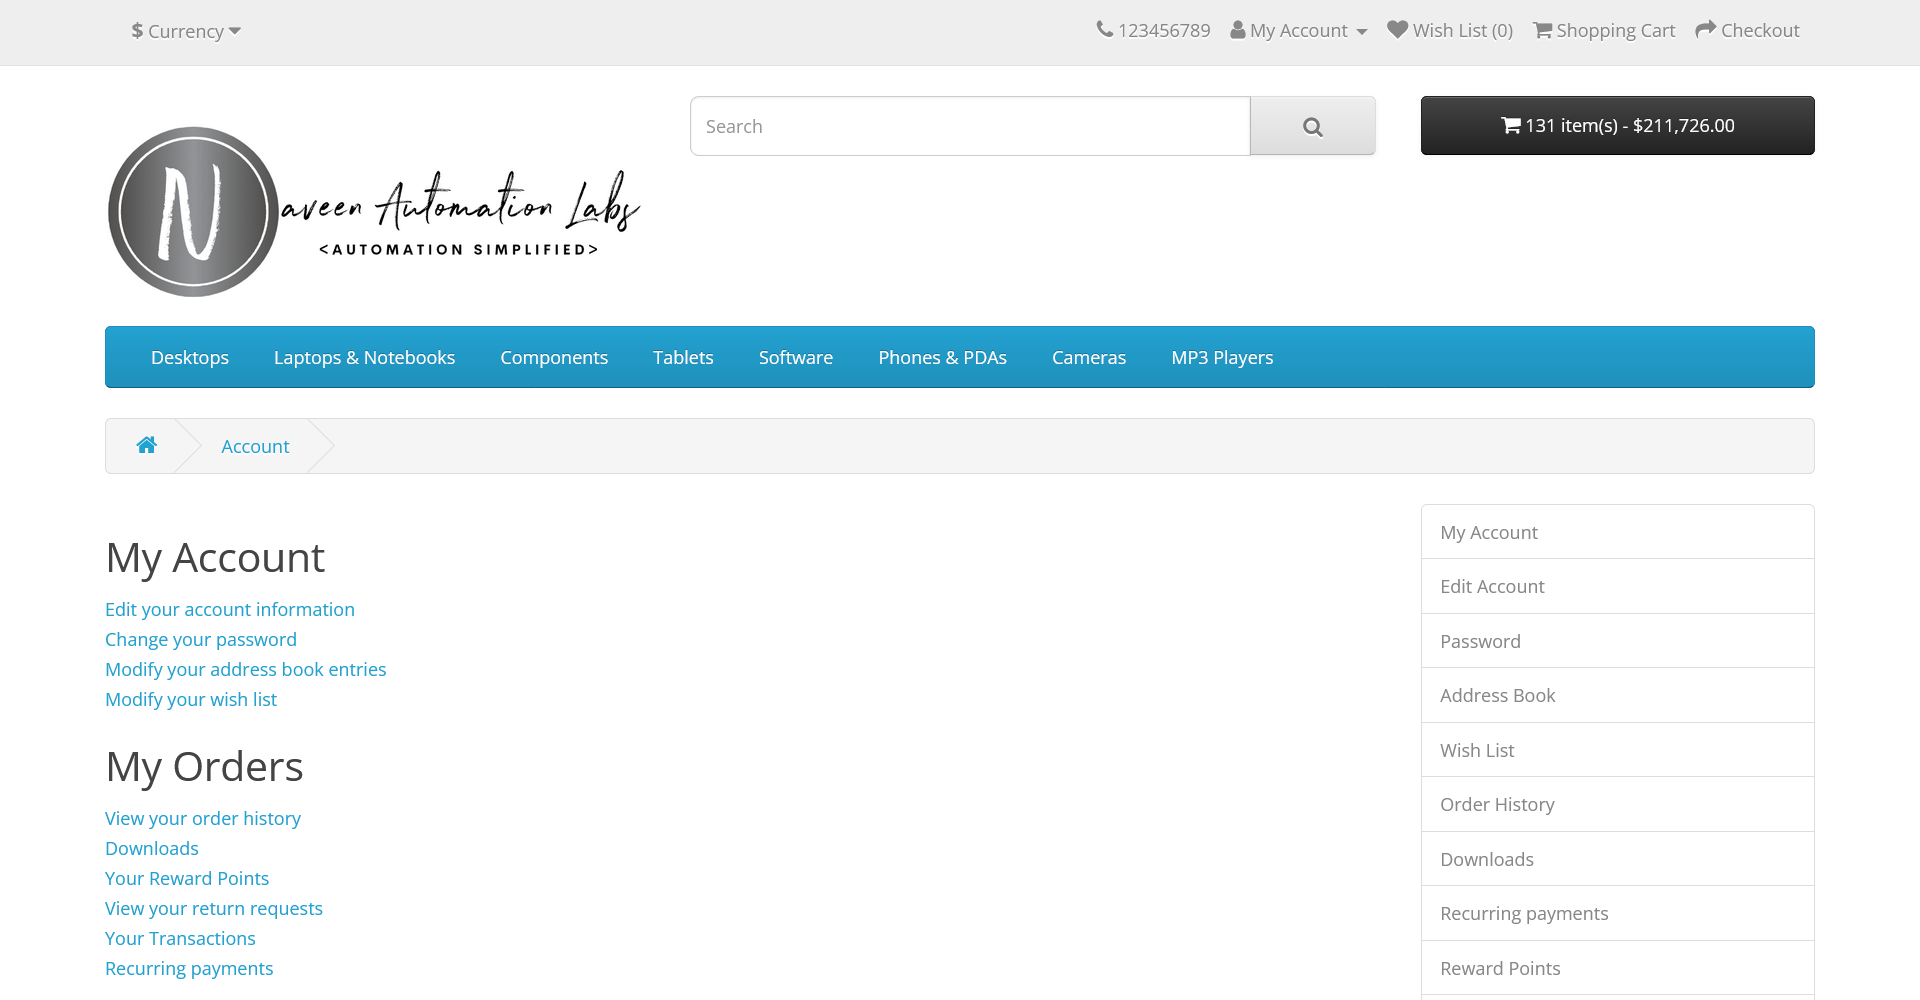 $ Currency
123456789 My Account Wish List (0) Shopping Cart Checkout
Search
131 item(s) - $211,726.00
Naveen Automation Labs
<AUTOMATION SIMPLIFIED>
Desktops Laptops & Notebooks Components Tablets Software Phones & PDAs Cameras MP3 Players
Account
My Account
Edit your account information
Change your password
Modify your address book entries
Modify your wish list
My Orders
View your order history
Downloads
Your Reward Points
View your return requests
Your Transactions
Recurring payments
My Account
Edit Account
Password
Address Book
Wish List
Order History
Downloads
Recurring payments
Reward Points